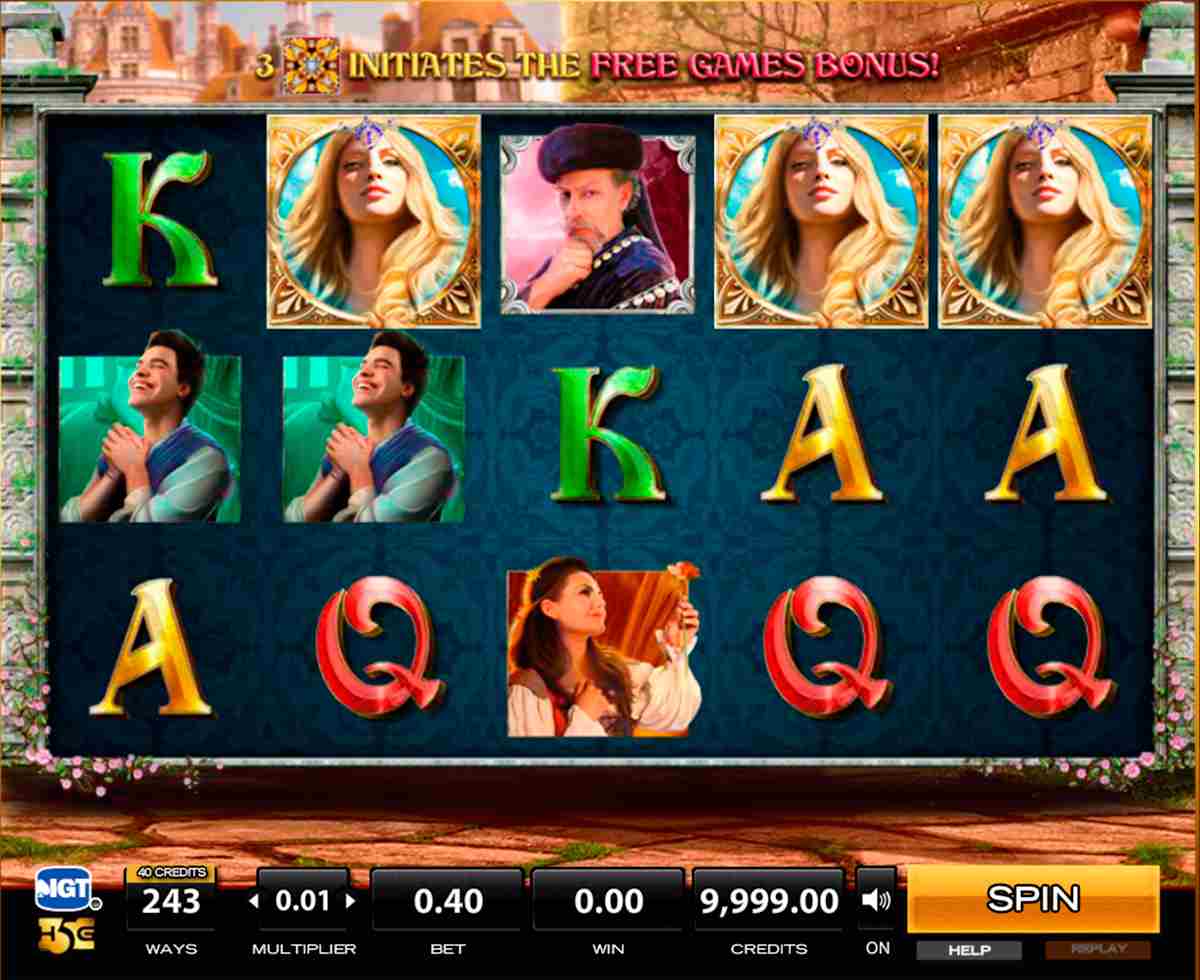 3 INITIATES THE FREE GAMES BONUS!
K
K A A
A Q Q Q
40 CREDITS
IGT 243 0.01 0.40 0.00 9,999.00 SPIN
WAYS MULTIPLIER BET WIN CREDITS ON HELP REPLAY